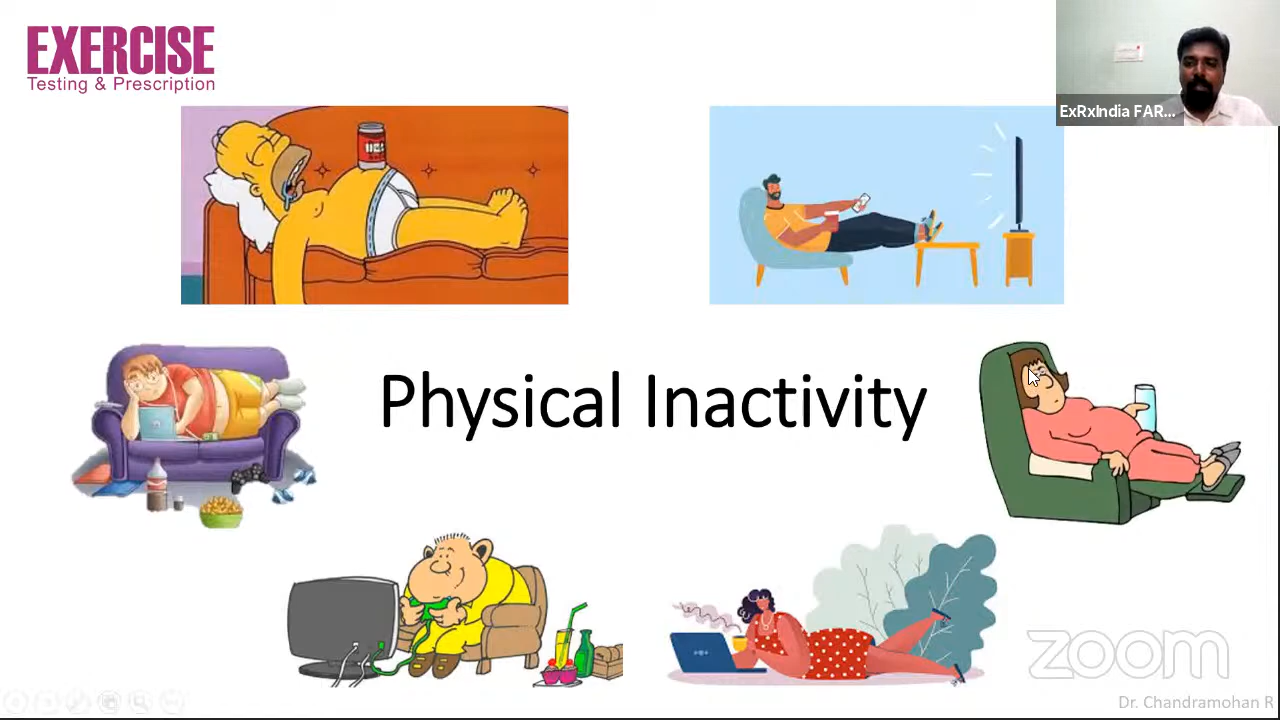 EXERCISE
Testing & Prescription
ExRxIndia FAR...
Physical Inactivity
zoom
Dr. Chandramohan R